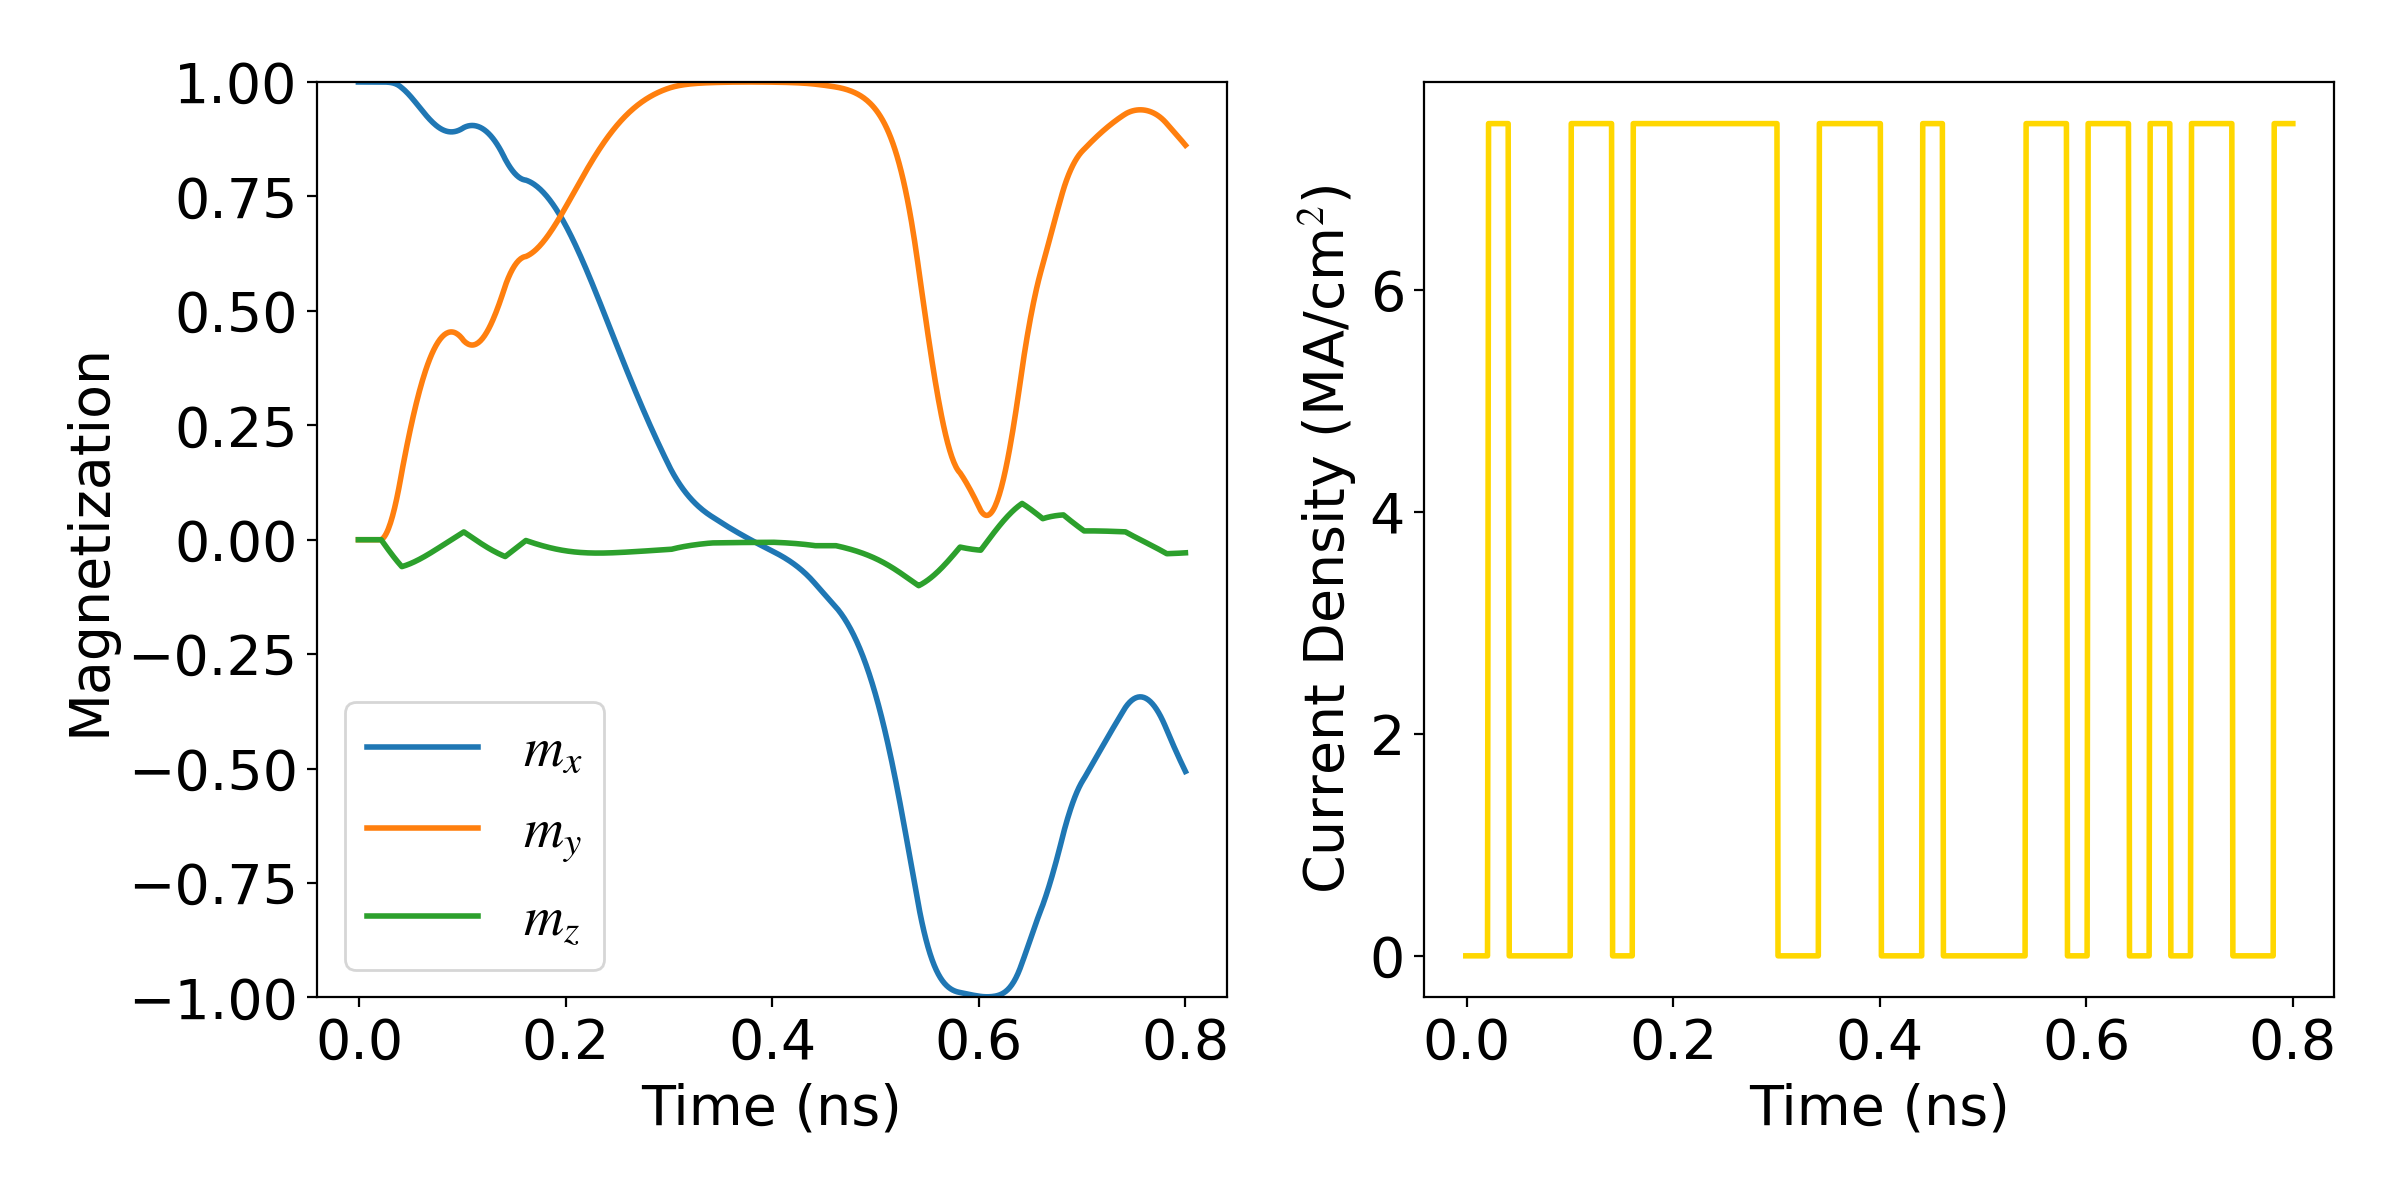 Magnetization
1.00
0.75
0.50
0.25
0.00
−0.25
−0.50
−0.75
−1.00
m_x
m_y
m_z
0.0 0.2 0.4 0.6 0.8
Time (ns)
Current Density (MA/cm²)
6
4
2
0
0.0 0.2 0.4 0.6 0.8
Time (ns)